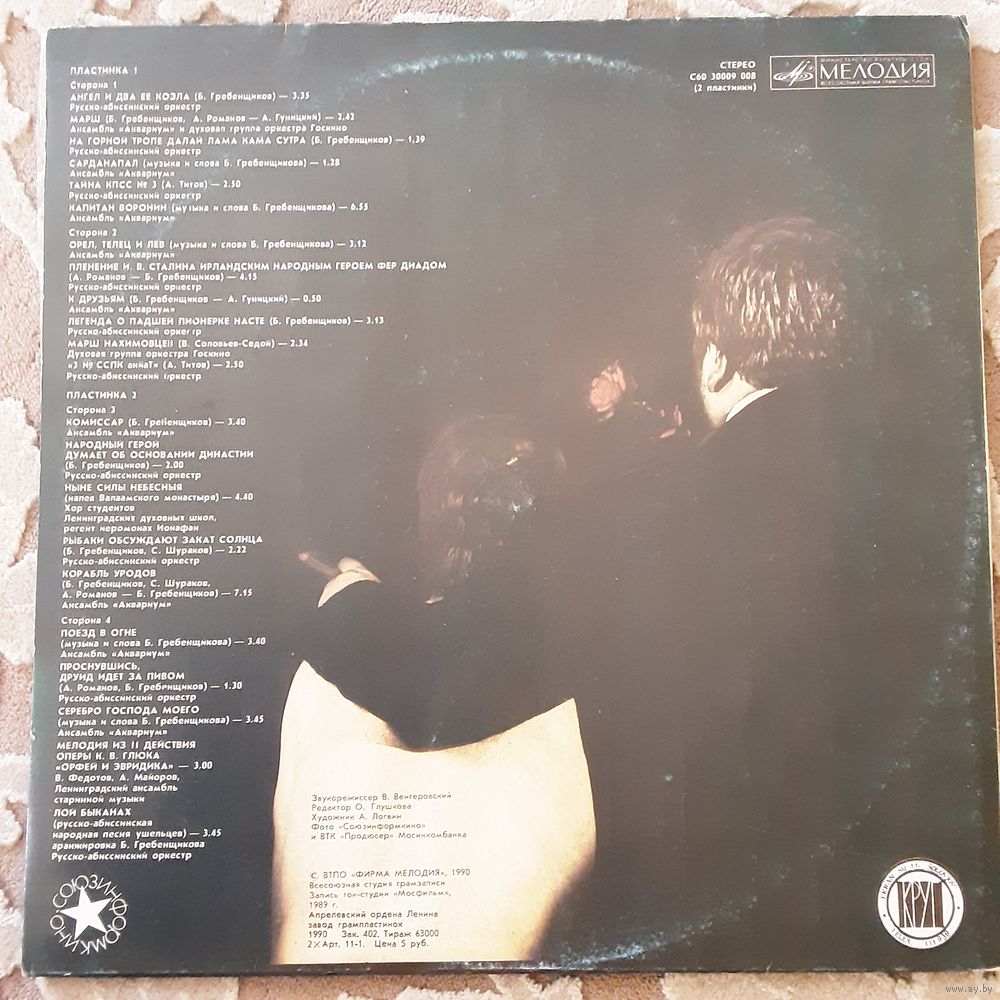 ПЛАСТИНКА 1
Сторона 1
АНГЕЛ И ДВА ЕЕ КОЗЛА (Б. Гребенщиков) — 3.35
Русско-абиссинский оркестр
МАРШ (Б. Гребенщиков, А. Романов — А. Гуницкий) — 2.42
Ансамбль «Аквариум» и духовая группа оркестра Госкино
НА ГОРНОЙ ТРОПЕ ДАЛАЙ ЛАМА КАМА СУТРА (Б. Гребенщиков) — 1,39
Русско-абиссинский оркестр
САРДАНАПАЛ (музыка и слова Б. Гребенщикова) — 1.28
Ансамбль «Аквариум»
ТАЙНА КПСС № 3 (А. Титов) — 2.50
Русско-абиссинский оркестр
КАПИТАН ВОРОНИН (музыка и слова Б. Гребенщикова) — 6.55
Ансамбль «Аквариум»
Сторона 2
ОРЕЛ, ТЕЛЕЦ И ЛЕВ (музыка и слова Б. Гребенщикова) — 3.12
Ансамбль «Аквариум»
ПЛЕНЕНИЕ И. В. СТАЛИНА ИРЛАНДСКИМ НАРОДНЫМ ГЕРОЕМ ФЕР ДИАДОМ
(А. Романов — Б. Гребенщиков) — 4.15
Русско-абиссинский оркестр
К ДРУЗЬЯМ (Б. Гребенщиков — А. Гуницкий) — 0.50
Ансамбль «Аквариум»
ЛЕГЕНДА О ПАДШЕЙ ПИОНЕРКЕ НАСТЕ (Б. Гребенщиков) — 3.13
Русско-абиссинский оркестр
МАРШ НАХИМОВЦЕВ (В. Соловьев-Седой) — 2.34
Духовая группа оркестра Госкино
«З № ССПК анйаТ» (А. Титов) — 2.50
Русско-абиссинский оркестр
ПЛАСТИНКА 2
Сторона 3
КОМИССАР (Б. Гребенщиков) — 3.40
Ансамбль «Аквариум»
НАРОДНЫЙ ГЕРОЙ
ДУМАЕТ ОБ ОСНОВАНИИ ДИНАСТИИ
(Б. Гребенщиков) — 2.00
Русско-абиссинский оркестр
НЫНЕ СИЛЫ НЕБЕСНЫЯ
(напев Валаамского монастыря) — 4.40
Хор студентов
Ленинградских духовных школ,
регент иеромонах Ионафан
РЫБАКИ ОБСУЖДАЮТ ЗАКАТ СОЛНЦА
(Б. Гребенщиков, С. Шураков) — 2.22
Русско-абиссинский оркестр
КОРАБЛЬ УРОДОВ
(Б. Гребенщиков, С. Шураков,
А. Романов — Б. Гребенщиков) — 7.15
Ансамбль «Аквариум»
Сторона 4
ПОЕЗД В ОГНЕ
(музыка и слова Б. Гребенщикова) — 3.40
Ансамбль «Аквариум»
ПРОСНУВШИСЬ,
ДРУИД ИДЕТ ЗА ПИВОМ
(А. Романов, Б. Гребенщиков) — 1.30
Русско-абиссинский оркестр
СЕРЕБРО ГОСПОДА МОЕГО
(музыка и слова Б. Гребенщикова) — 3.45
Ансамбль «Аквариум»
МЕЛОДИЯ ИЗ II ДЕЙСТВИЯ
ОПЕРЫ К. В. ГЛЮКА
«ОРФЕЙ И ЭВРИДИКА» — 3.00
В. Федотов, А. Майоров,
Ленинградский ансамбль
старинной музыки
ЛОЙ БЫКАНАХ
(русско-абиссинская
народная песня ушельцев) — 3.45
аранжировка Б. Гребенщикова
Русско-абиссинский оркестр
СОЮЗИНФОРМКИНО
СТЕРЕО
С60 30009 008
(2 пластинки)
МИНИСТЕРСТВО КУЛЬТУРЫ СССР
МЕЛОДИЯ
ВСЕСОЮЗНАЯ ФИРМА ГРАМПЛАСТИНОК
Звукорежиссер В. Венгеровский
Редактор О. Глушкова
Художник А. Логвин
Фото «Союзинформкино»
и ВТК «Продюсер» Мосинкомбанка
© ВТПО «ФИРМА МЕЛОДИЯ», 1990
Всесоюзная студия грамзаписи
Запись тон-студии «Мосфильм»,
1989 г.
Апрелевский ордена Ленина
завод грампластинок
1990 Зак. 402. Тираж 63000
2×Арт. 11-1. Цена 5 руб.
КРУГ
www.ay.by